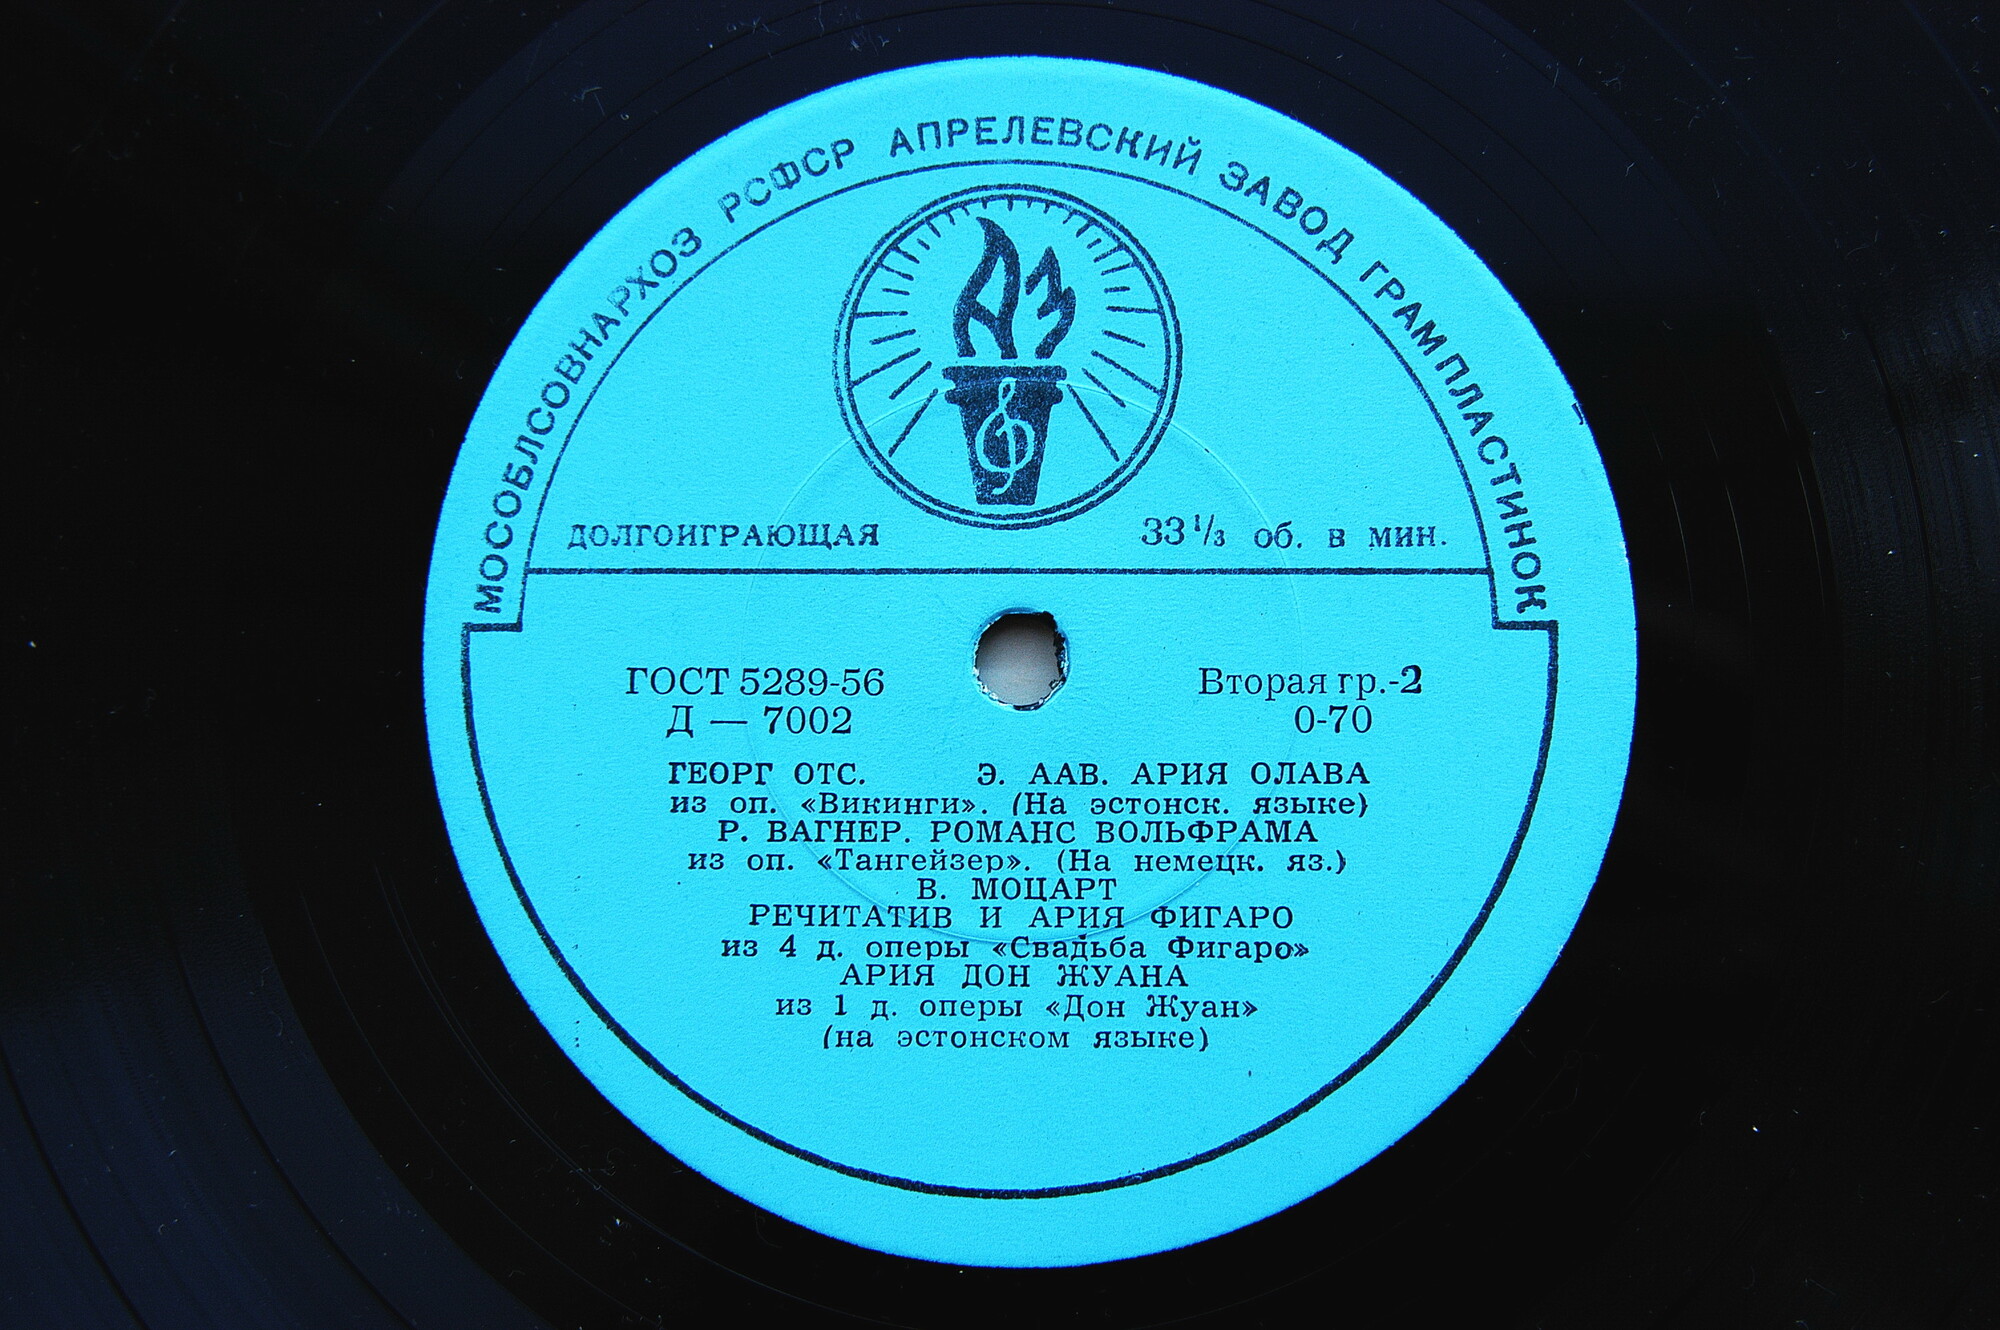 МОСОБЛСОВНАРХОЗ РСФСР АПРЕЛЕВСКИЙ ЗАВОД ГРАМПЛАСТИНОК
АЗ
ДОЛГОИГРАЮЩАЯ 33 1/3 об. в мин.
ГОСТ 5289-56 Вторая гр.-2
Д — 7002 0-70
ГЕОРГ ОТС. Э. ААВ. АРИЯ ОЛАВА
из оп. «Викинги». (На эстонск. языке)
Р. ВАГНЕР. РОМАНС ВОЛЬФРАМА
из оп. «Тангейзер». (На немецк. яз.)
В. МОЦАРТ
РЕЧИТАТИВ И АРИЯ ФИГАРО
из 4 д. оперы «Свадьба Фигаро»
АРИЯ ДОН ЖУАНА
из 1 д. оперы «Дон Жуан»
(на эстонском языке)